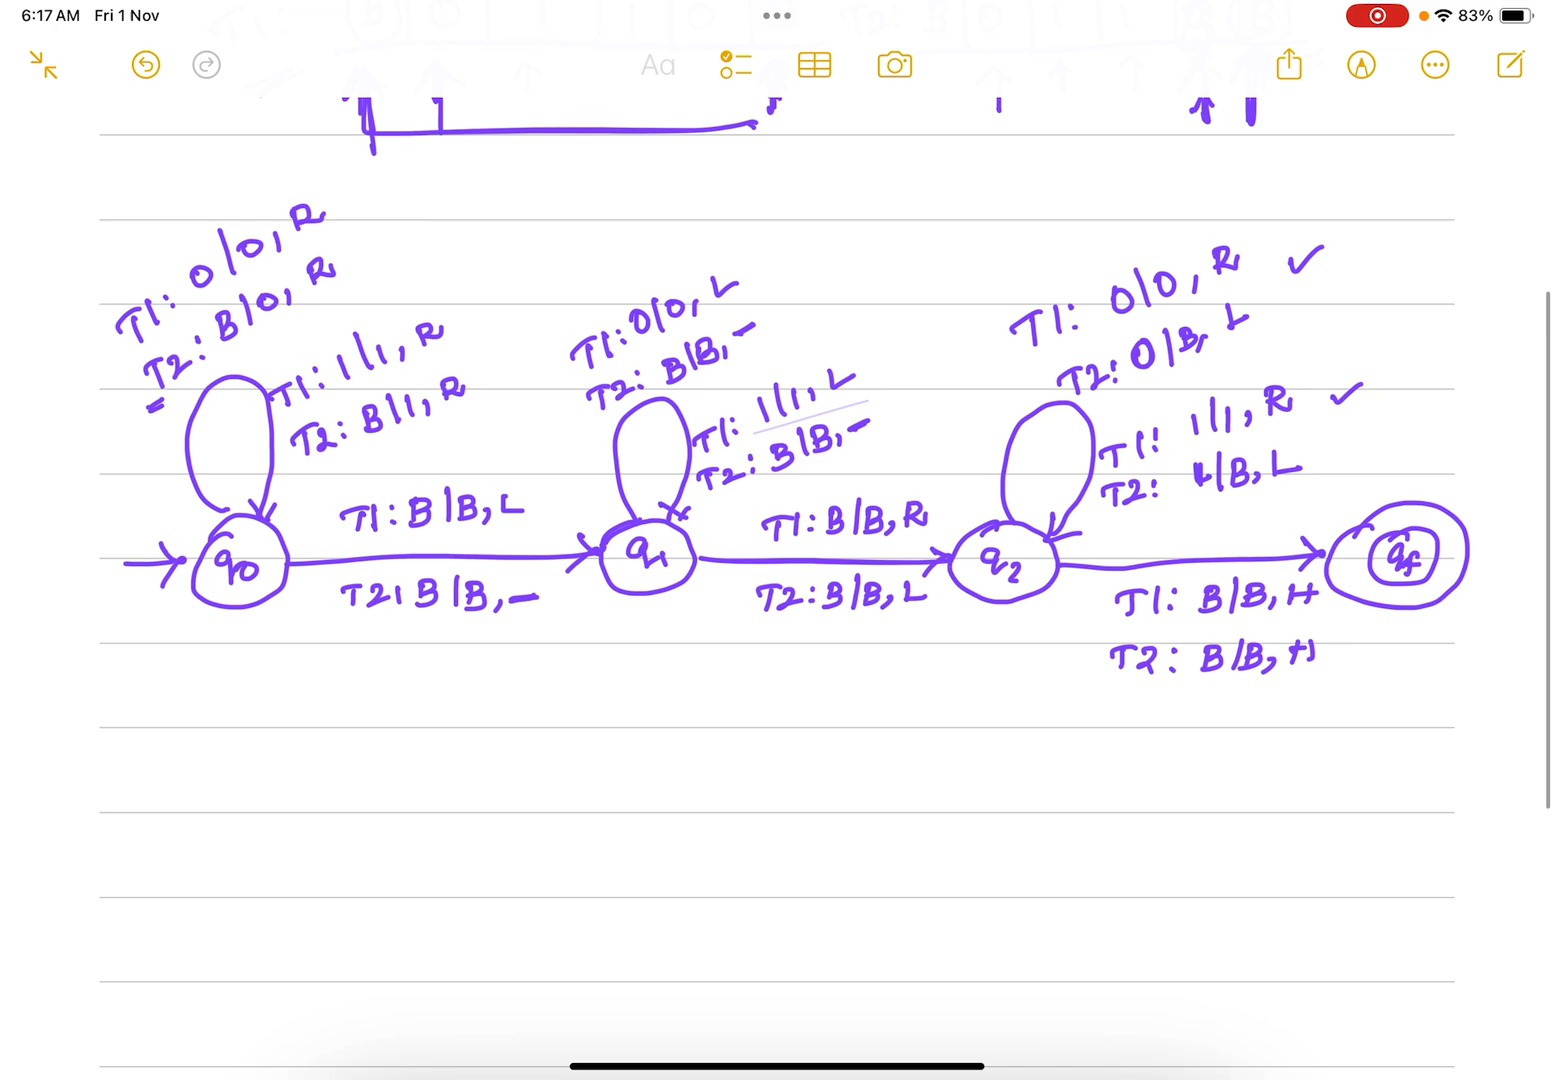 6:17 AM Fri 1 Nov
83%
Aa
T1: 0/0, R
T2: B/0, R
T1: 1/1, R
T2: B/1, R
T1: 0/0, L
T2: B/B, -
T1: 1/1, L
T2: B/B, -
T1: 0/0, R ✓
T2: 0/B, L
T1: 1/1, R ✓
T2: 1/B, L
T1: B/B, L
T2: B/B, -
T1: B/B, R
T2: B/B, L
T1: B/B, H
T2: B/B, H
q0
q1
q2
qf